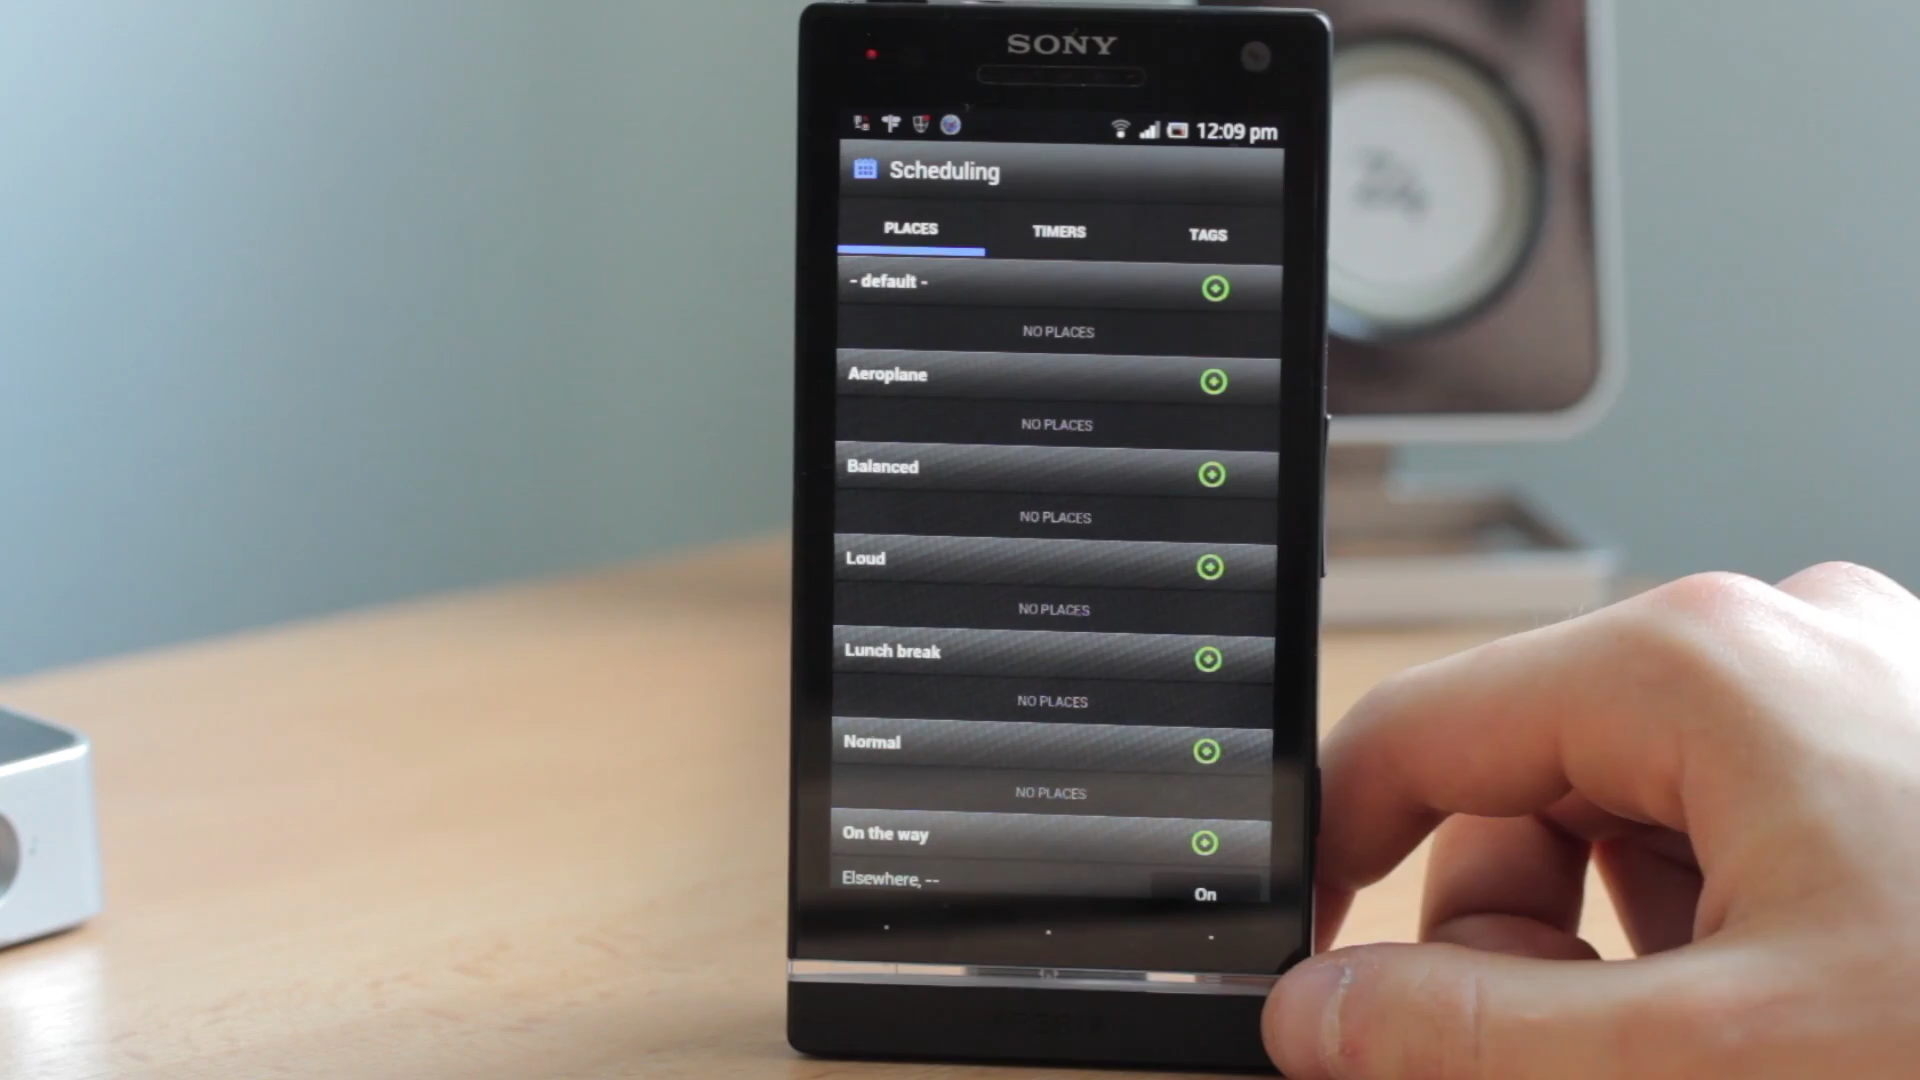 SONY
12:09 pm
Scheduling
PLACES TIMERS TAGS
- default -
NO PLACES
Aeroplane
NO PLACES
Balanced
NO PLACES
Loud
NO PLACES
Lunch break
NO PLACES
Normal
NO PLACES
On the way
Elsewhere, --
On